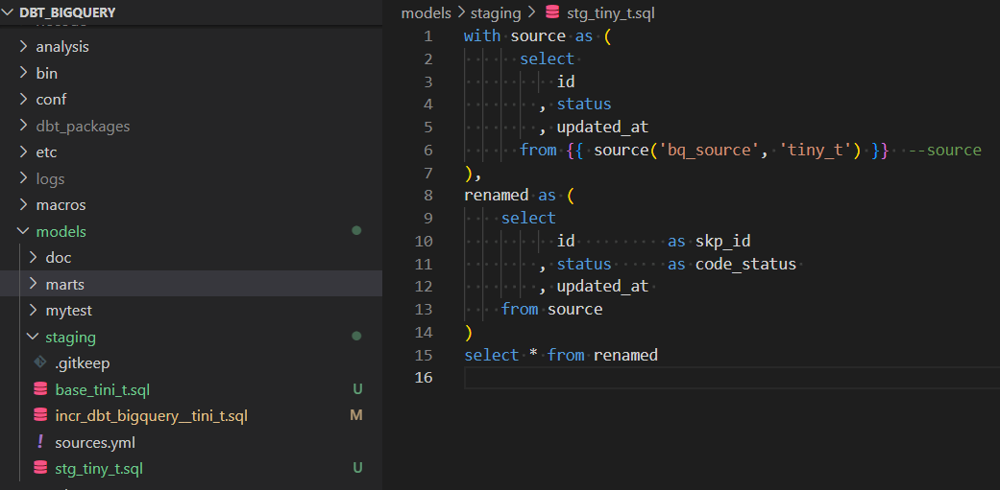 DBT_BIGQUERY
analysis
bin
conf
dbt_packages
etc
logs
macros
models
doc
marts
mytest
staging
.gitkeep
base_tini_t.sql U
incr_dbt_bigquery__tini_t.sql M
! sources.yml
stg_tiny_t.sql U
models > staging > stg_tiny_t.sql
1 with source as (
2 select
3 id
4 , status
5 , updated_at
6 from {{ source('bq_source', 'tiny_t') }} --source
7 ),
8 renamed as (
9 select
10 id as skp_id
11 , status as code_status
12 , updated_at
13 from source
14 )
15 select * from renamed
16